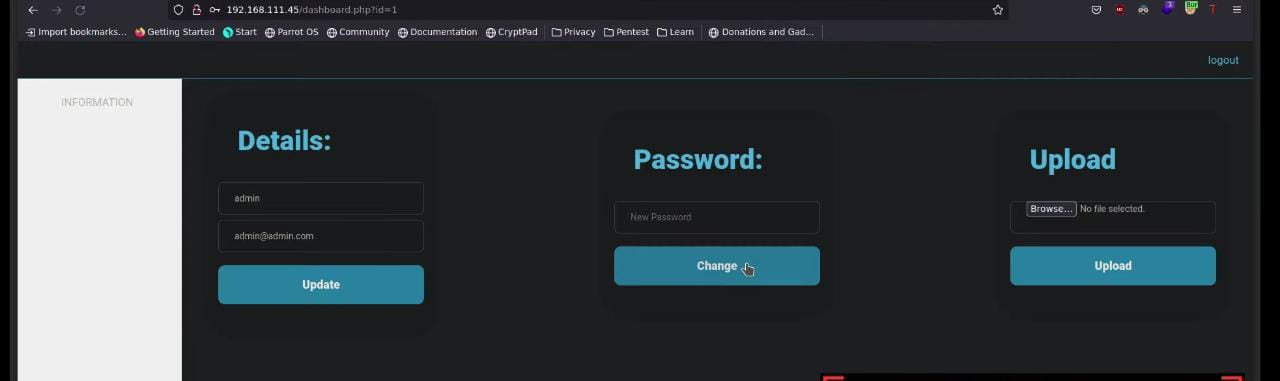 192.168.111.45/dashboard.php?id=1
Import bookmarks... Getting Started Start Parrot OS Community Documentation CryptPad Privacy Pentest Learn Donations and Gad...
logout
INFORMATION
Details:
admin
admin@admin.com
Update
Password:
New Password
Change
Upload
Browse... No file selected.
Upload